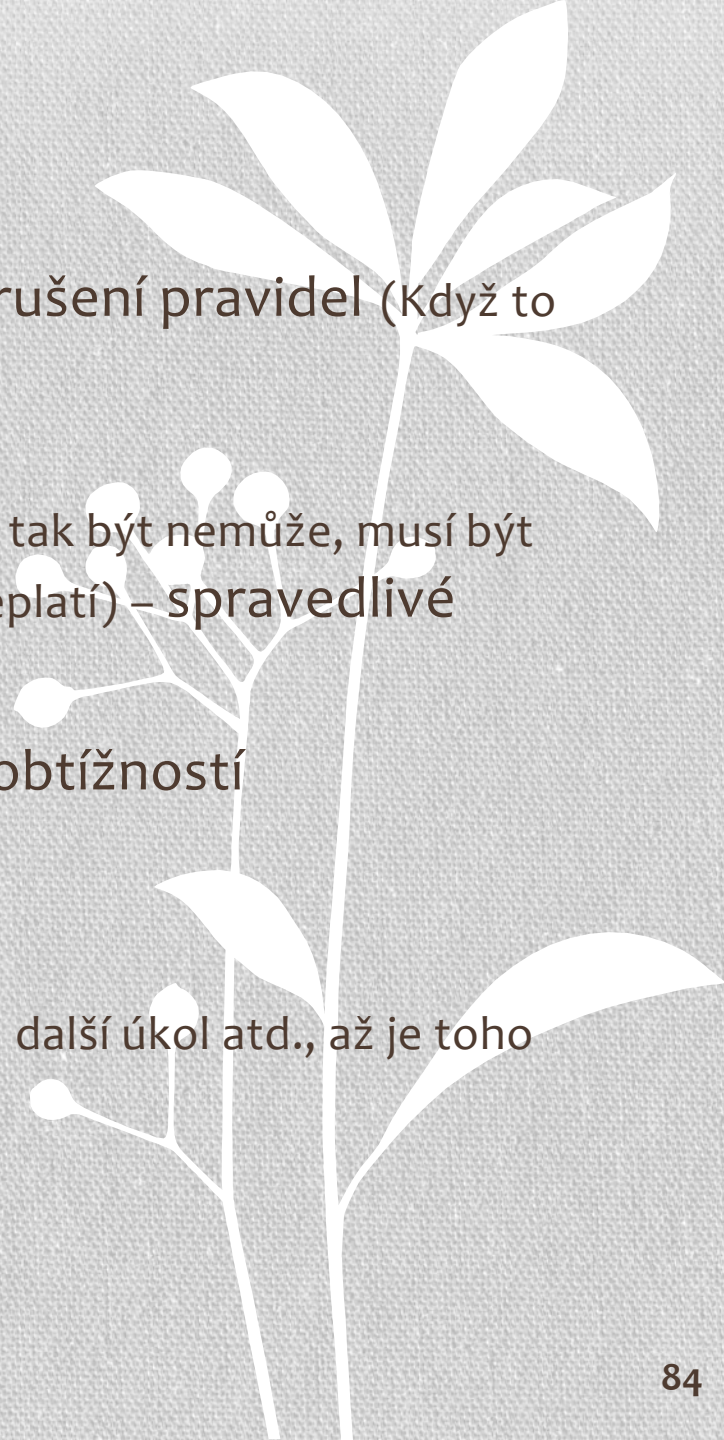 rušení pravidel (Když to
tak být nemůže, musí být
eplatí) – spravedlivé
obtížností
další úkol atd., až je toho
84